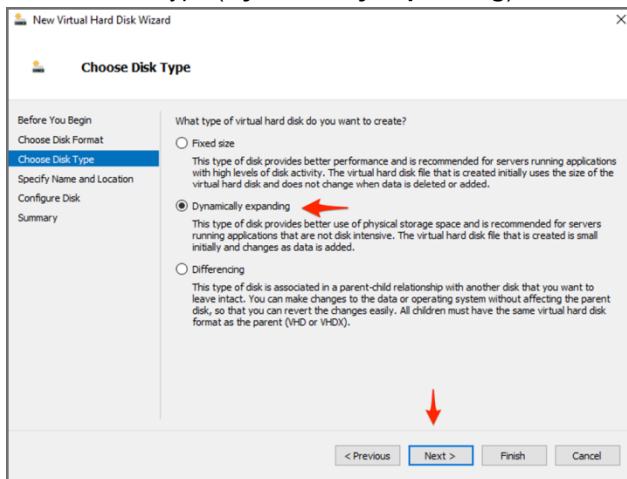 New Virtual Hard Disk Wizard
Choose Disk Type
Before You Begin
Choose Disk Format
Choose Disk Type
Specify Name and Location
Configure Disk
Summary
What type of virtual hard disk do you want to create?
Fixed size
This type of disk provides better performance and is recommended for servers running applications
with high levels of disk activity. The virtual hard disk file that is created initially uses the size of the
virtual hard disk and does not change when data is deleted or added.
Dynamically expanding
This type of disk provides better use of physical storage space and is recommended for servers
running applications that are not disk intensive. The virtual hard disk file that is created is small
initially and changes as data is added.
Differencing
This type of disk is associated in a parent-child relationship with another disk that you want to
leave intact. You can make changes to the data or operating system without affecting the parent
disk, so that you can revert the changes easily. All children must have the same virtual hard disk
format as the parent (VHD or VHDX).
< Previous
Next >
Finish
Cancel